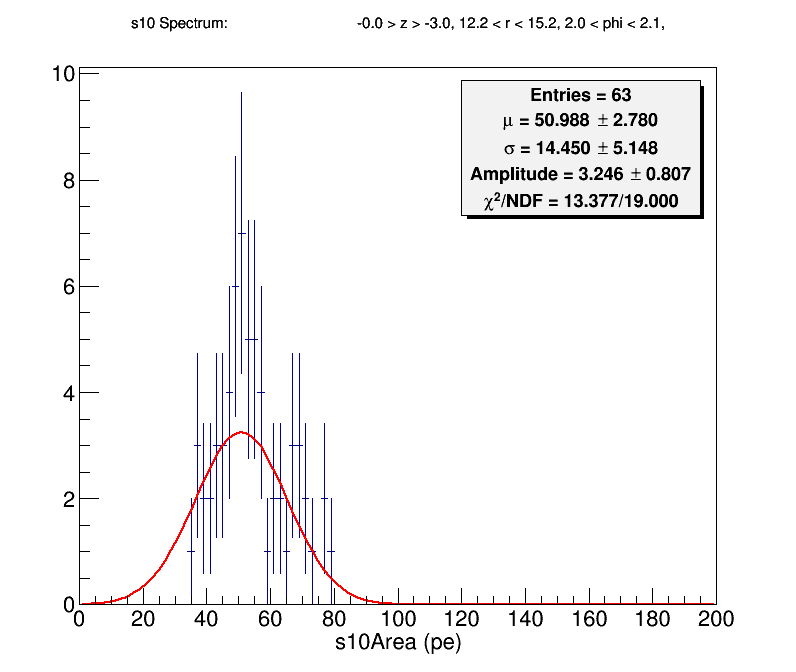 s10 Spectrum: -0.0 > z > -3.0, 12.2 < r < 15.2, 2.0 < phi < 2.1,
Entries = 63
μ = 50.988 ± 2.780
σ = 14.450 ± 5.148
Amplitude = 3.246 ± 0.807
χ²/NDF = 13.377/19.000
10
8
6
4
2
0
0 20 40 60 80 100 120 140 160 180 200
s10Area (pe)